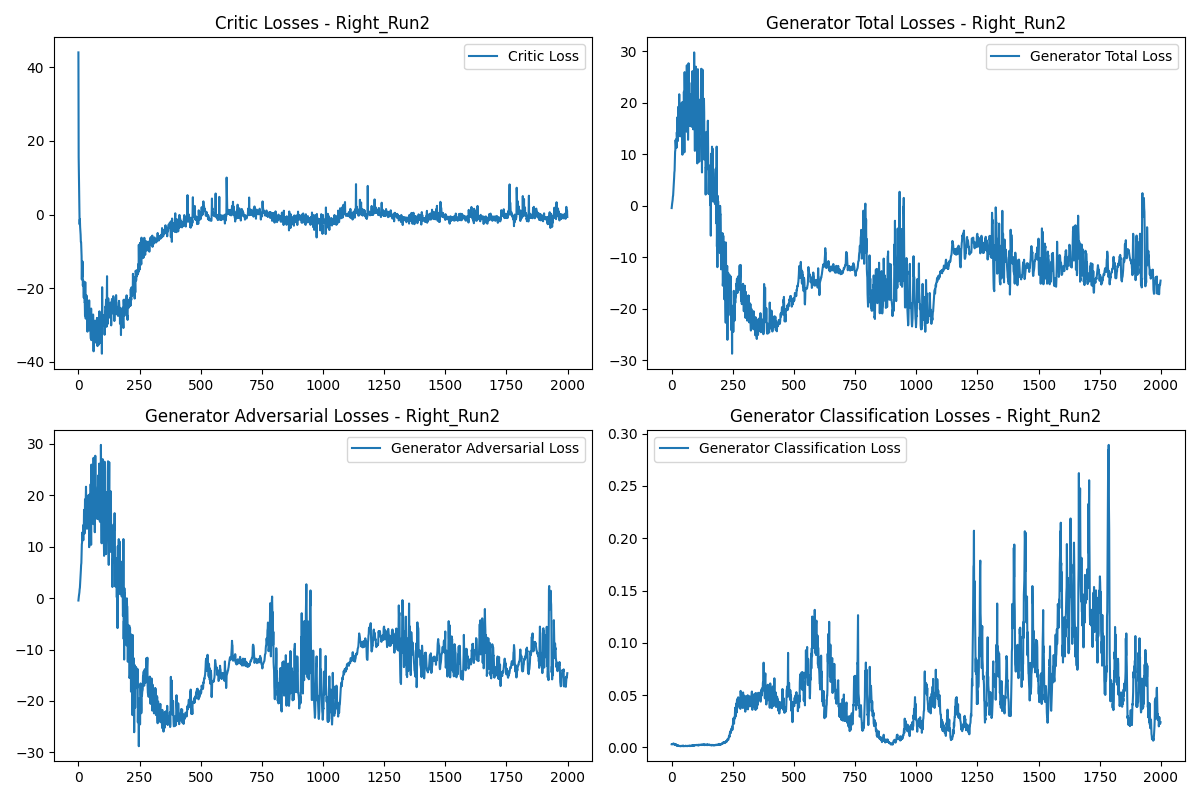 Critic Losses - Right_Run2
Critic Loss
40
20
0
−20
−40
0 250 500 750 1000 1250 1500 1750 2000
Generator Total Losses - Right_Run2
Generator Total Loss
30
20
10
0
−10
−20
−30
0 250 500 750 1000 1250 1500 1750 2000
Generator Adversarial Losses - Right_Run2
Generator Adversarial Loss
30
20
10
0
−10
−20
−30
0 250 500 750 1000 1250 1500 1750 2000
Generator Classification Losses - Right_Run2
Generator Classification Loss
0.30
0.25
0.20
0.15
0.10
0.05
0.00
0 250 500 750 1000 1250 1500 1750 2000